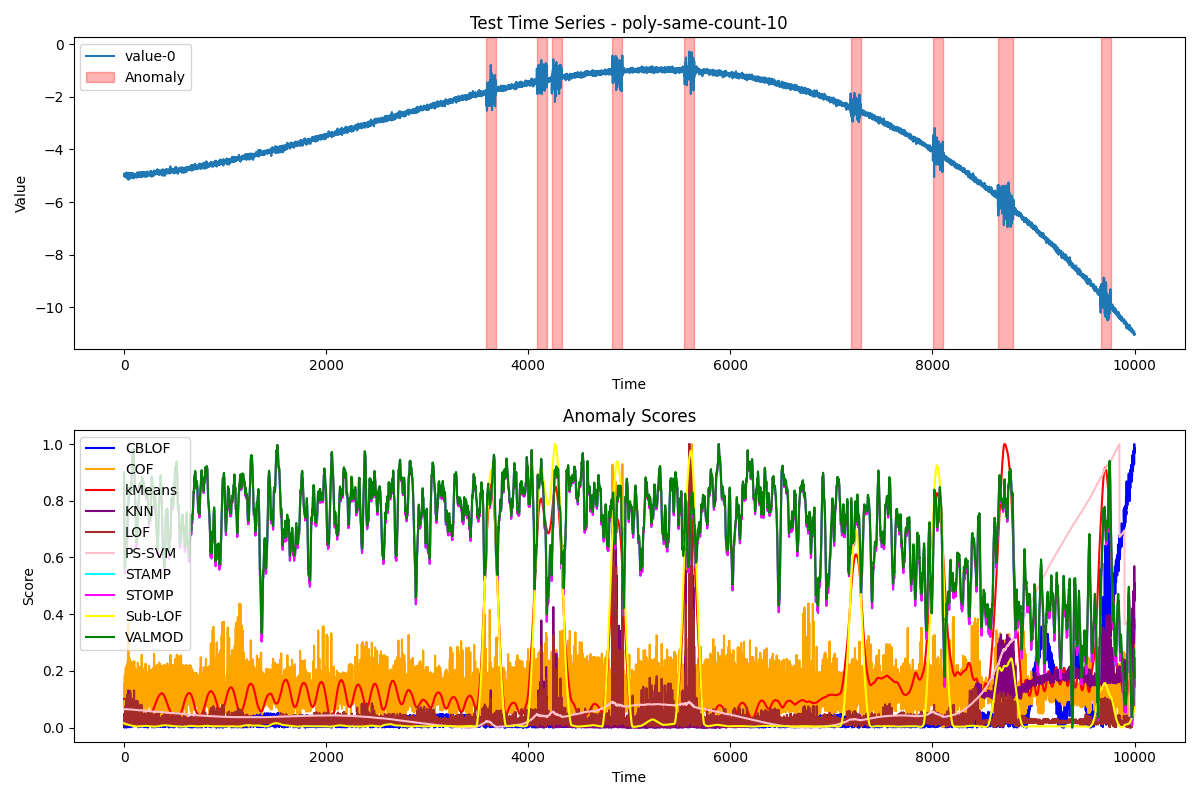 Test Time Series - poly-same-count-10
value-0
Anomaly
0
−2
−4
−6
−8
−10
Value
0 2000 4000 6000 8000 10000
Time
Anomaly Scores
CBLOF
COF
kMeans
KNN
LOF
PS-SVM
STAMP
STOMP
Sub-LOF
VALMOD
1.0
0.8
0.6
0.4
0.2
0.0
Score
0 2000 4000 6000 8000 10000
Time